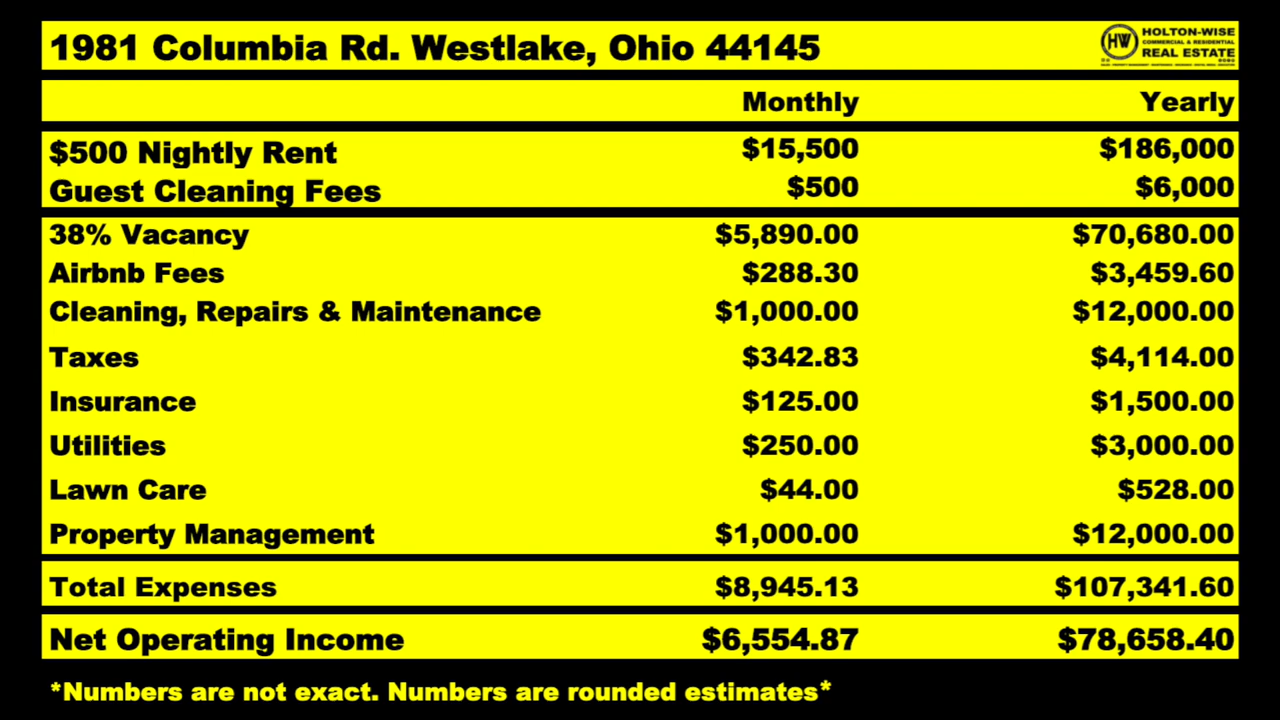 1981 Columbia Rd. Westlake, Ohio 44145
HOLTON-WISE
COMMERCIAL & RESIDENTIAL
REAL ESTATE
HW
Monthly Yearly
$500 Nightly Rent $15,500 $186,000
Guest Cleaning Fees $500 $6,000
38% Vacancy $5,890.00 $70,680.00
Airbnb Fees $288.30 $3,459.60
Cleaning, Repairs & Maintenance $1,000.00 $12,000.00
Taxes $342.83 $4,114.00
Insurance $125.00 $1,500.00
Utilities $250.00 $3,000.00
Lawn Care $44.00 $528.00
Property Management $1,000.00 $12,000.00
Total Expenses $8,945.13 $107,341.60
Net Operating Income $6,554.87 $78,658.40
*Numbers are not exact. Numbers are rounded estimates*